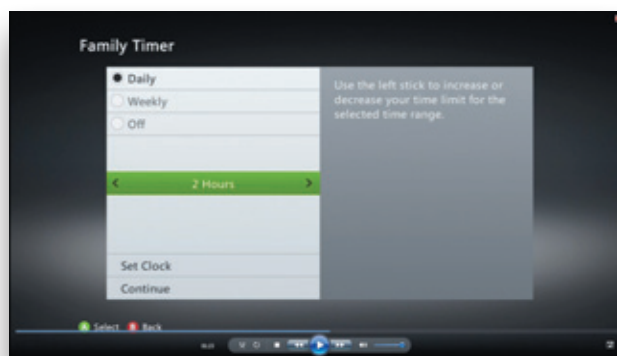 Family Timer
Daily
Weekly
Off
2 Hours
Set Clock
Continue
Use the left stick to increase or
decrease your time limit for the
selected time range.
A Select B Back